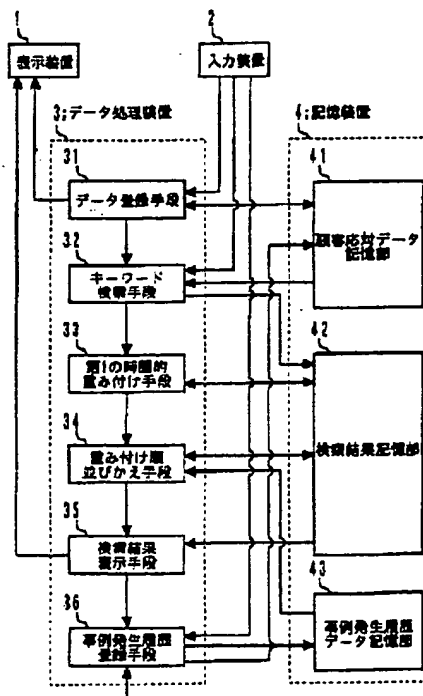 1
表示装置
2
入力装置
3;データ処理装置
4;記憶装置
31
データ登録手段
32
キーワード
検索手段
33
第1の時間的
重み付け手段
34
重み付け順
並びかえ手段
35
検索結果
表示手段
36
事例発生履歴
登録手段
41
顧客応対データ
記憶部
42
検索結果記憶部
43
事例発生履歴
データ記憶部